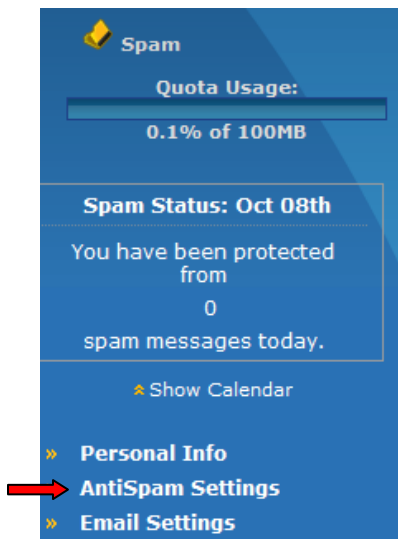 Spam
Quota Usage:
0.1% of 100MB
Spam Status: Oct 08th
You have been protected
from
0
spam messages today.
Show Calendar
» Personal Info
AntiSpam Settings
» Email Settings